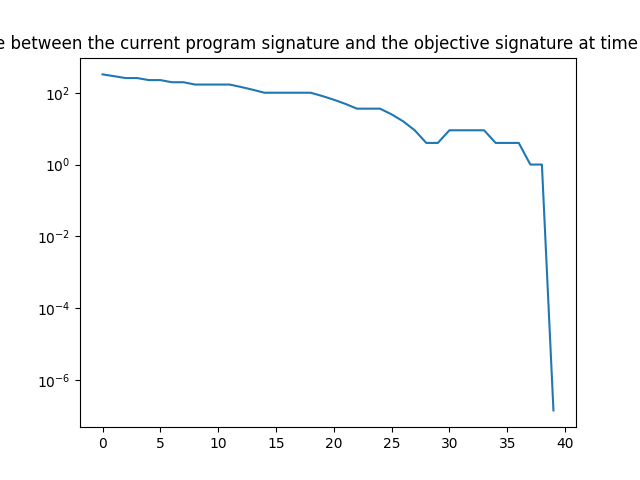 e between the current program signature and the objective signature at time
10²
10⁰
10⁻²
10⁻⁴
10⁻⁶
0 5 10 15 20 25 30 35 40